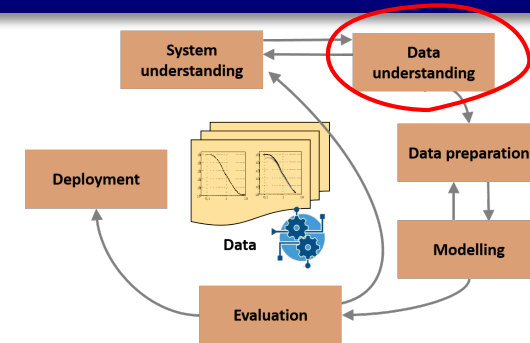 System
understanding
Data
understanding
Data preparation
Deployment
Data
Modelling
Evaluation